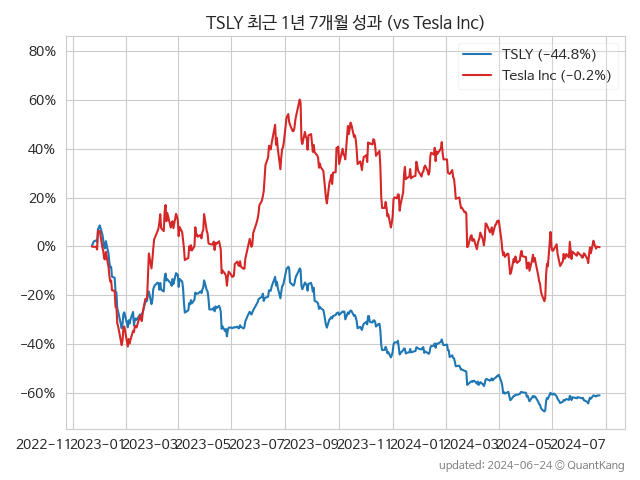 TSLY 최근 1년 7개월 성과 (vs Tesla Inc)
TSLY (−44.8%)
Tesla Inc (−0.2%)
80%
60%
40%
20%
0%
−20%
−40%
−60%
2022−11 2023−01 2023−03 2023−05 2023−07 2023−09 2023−11 2024−01 2024−03 2024−05 2024−07
updated: 2024-06-24 © QuantKang